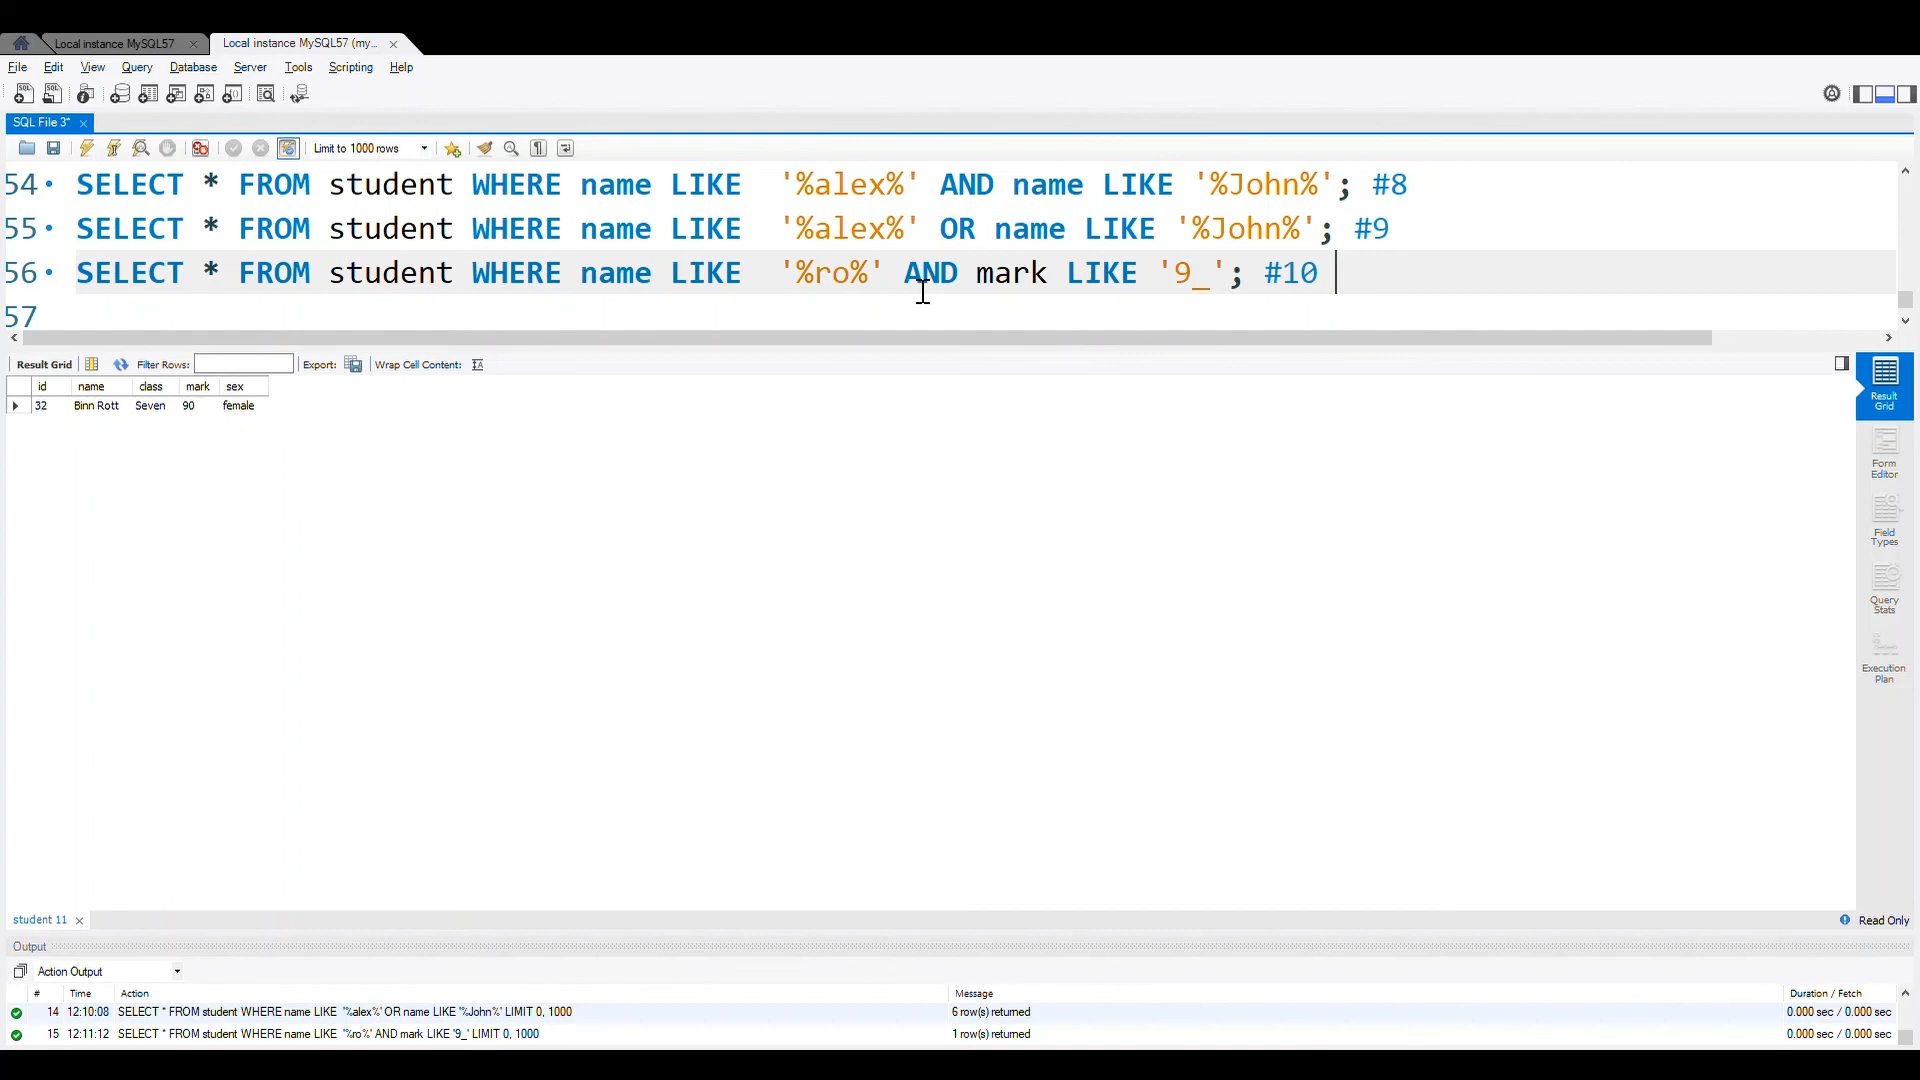 Local instance MySQL57 ×
Local instance MySQL57 (my... ×
File Edit View Query Database Server Tools Scripting Help
SQL File 3* ×
Limit to 1000 rows
54 SELECT * FROM student WHERE name LIKE '%alex%' AND name LIKE '%John%'; #8
55 SELECT * FROM student WHERE name LIKE '%alex%' OR name LIKE '%John%'; #9
56 SELECT * FROM student WHERE name LIKE '%ro%' AND mark LIKE '9_'; #10
57
Result Grid Filter Rows: Export: Wrap Cell Content:
id name class mark sex
32 Binn Rott Seven 90 female
Result
Grid
Form
Editor
Field
Types
Query
Stats
Execution
Plan
student 11 ×
Read Only
Output
Action Output
# Time Action Message Duration / Fetch
14 12:10:08 SELECT * FROM student WHERE name LIKE '%alex%' OR name LIKE '%John%' LIMIT 0, 1000 6 row(s) returned 0.000 sec / 0.000 sec
15 12:11:12 SELECT * FROM student WHERE name LIKE '%ro%' AND mark LIKE '9_' LIMIT 0, 1000 1 row(s) returned 0.000 sec / 0.000 sec